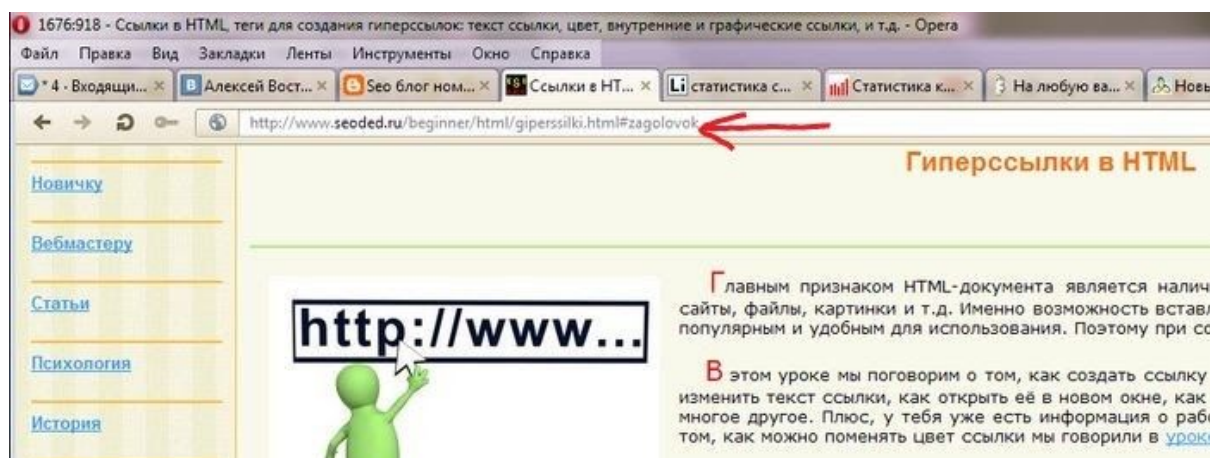 1676:918 - Ссылки в HTML, теги для создания гиперссылок: текст ссылки, цвет, внутренние и графические ссылки, и т.д. - Opera
Файл Правка Вид Закладки Ленты Инструменты Окно Справка
* 4 - Входящи... Алексей Вост... Seo блог ном... Ссылки в HT... Li статистика с... Статистика к... На любую ва... Новы
http://www.seoded.ru/beginner/html/giperssilki.html#zagolovok
Гиперссылки в HTML
Новичку
Вебмастеру
Статьи
Психология
История
http://www...
Главным признаком HTML-документа является налич
сайты, файлы, картинки и т.д. Именно возможность встав
популярным и удобным для использования. Поэтому при со
В этом уроке мы поговорим о том, как создать ссылку
изменить текст ссылки, как открыть её в новом окне, как
многое другое. Плюс, у тебя уже есть информация о рабо
том, как можно поменять цвет ссылки мы говорили в уроке